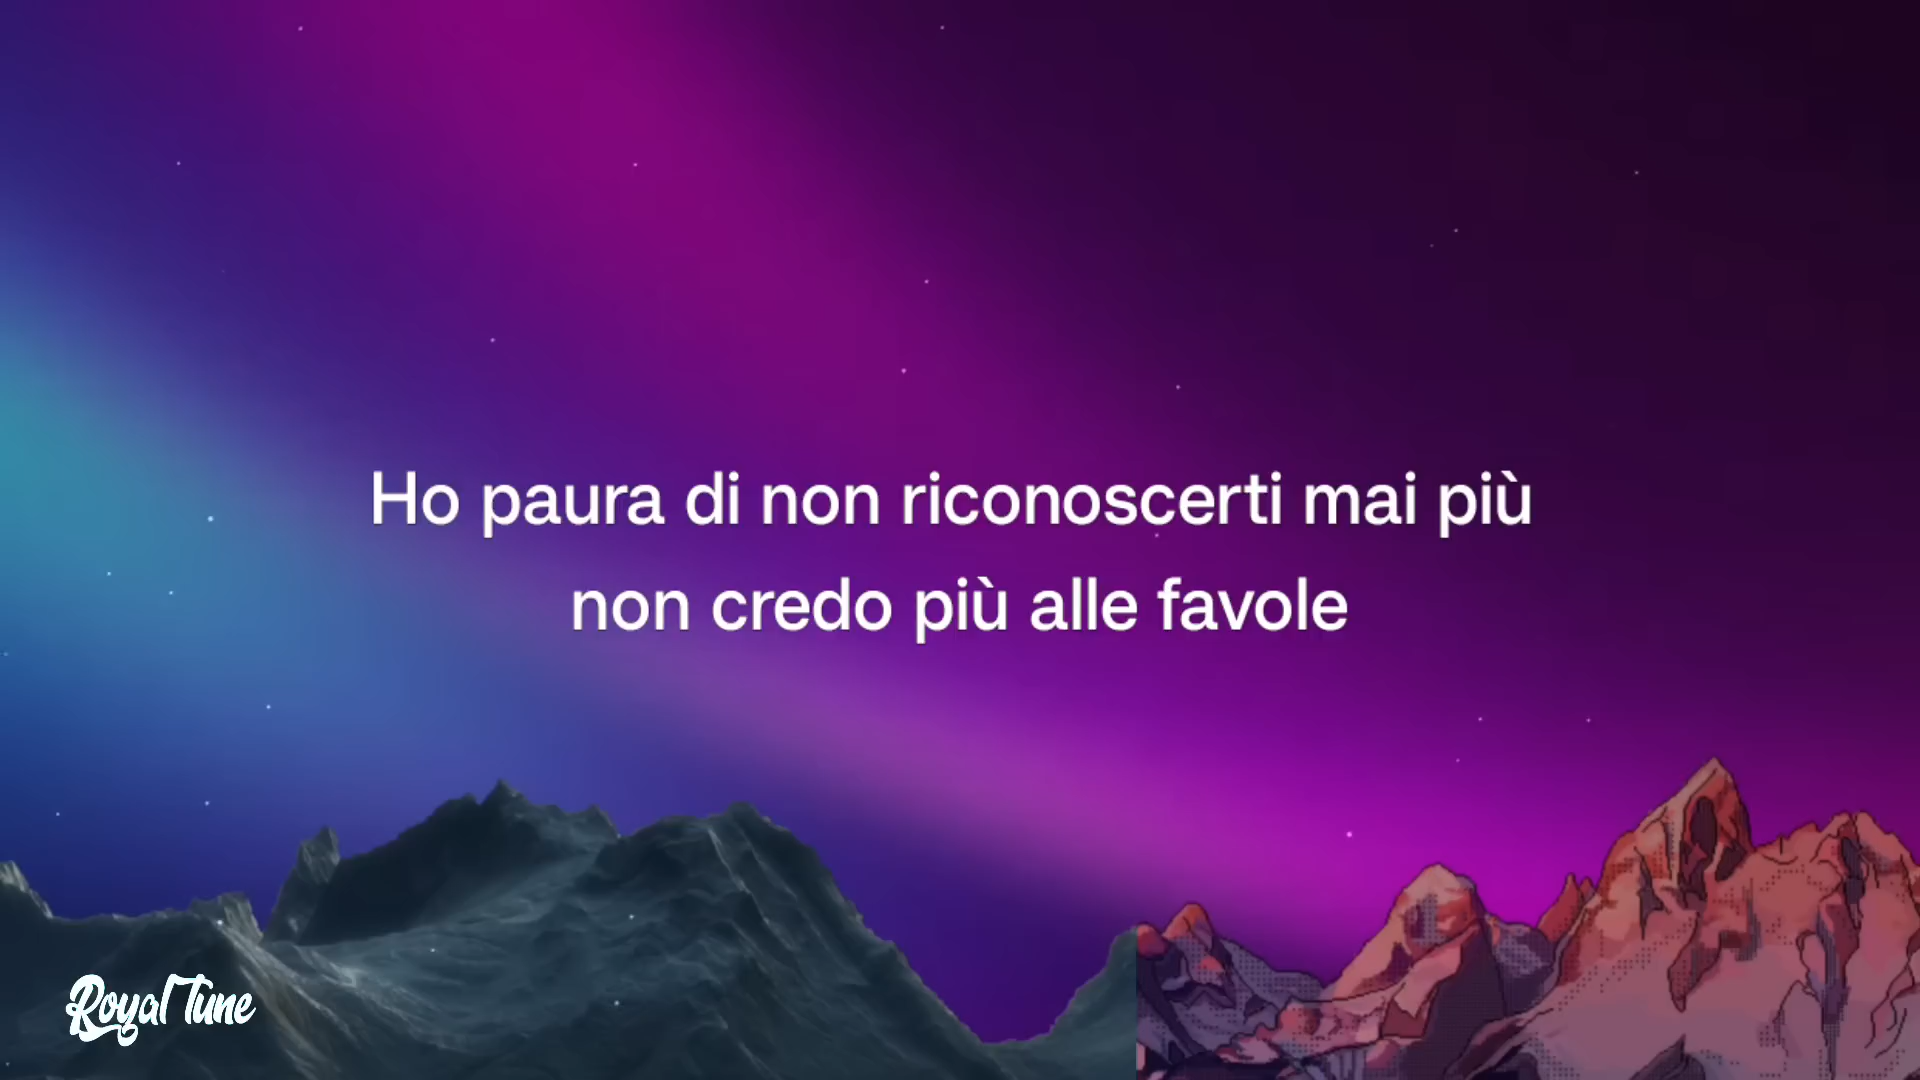 Ho paura di non riconoscerti mai più
non credo più alle favole
Royal Tune